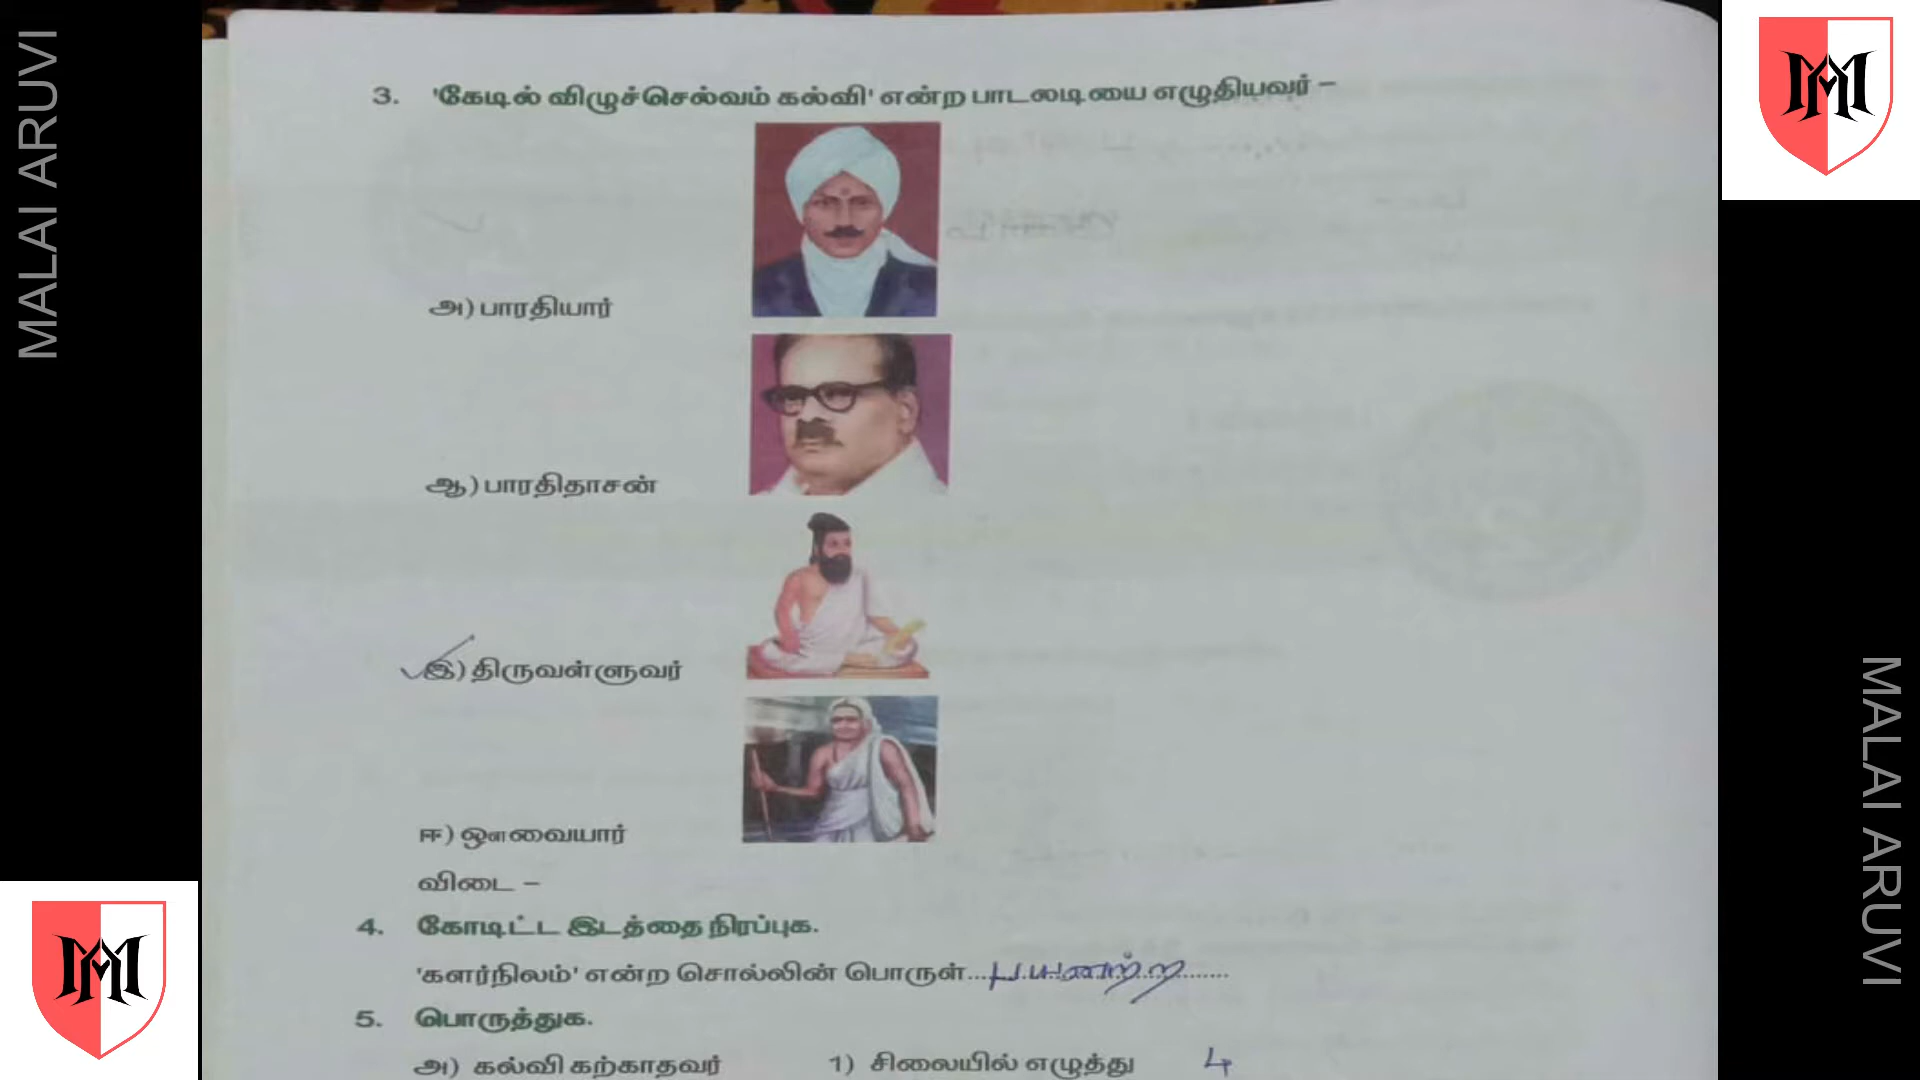 MALAI ARUVI
3. 'கேடில் விழுச்செல்வம் கல்வி' என்ற பாடலடியை எழுதியவர் –
அ) பாரதியார்
ஆ) பாரதிதாசன்
இ) திருவள்ளுவர்
ஈ) ஔவையார்
விடை –
4. கோடிட்ட இடத்தை நிரப்புக.
'களர்நிலம்' என்ற சொல்லின் பொருள்...பயனற்ற.......
5. பொருத்துக.
அ) கல்வி கற்காதவர் 1) சிலையில் எழுத்து 4
MALAI ARUVI